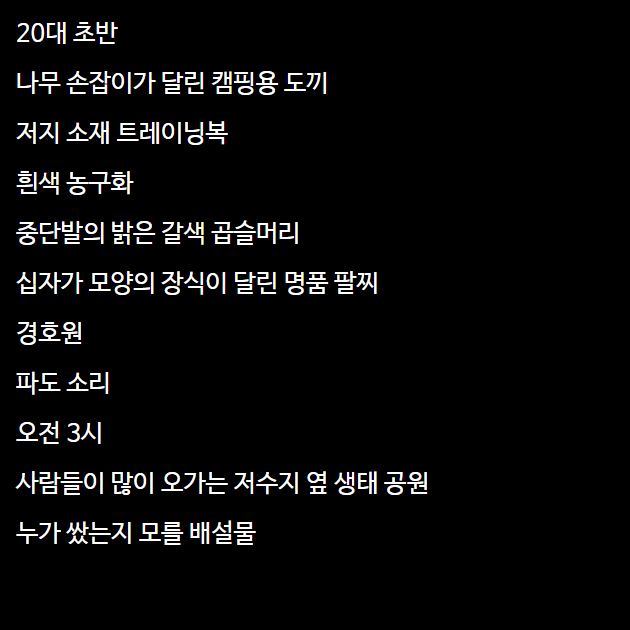 20대 초반
나무 손잡이가 달린 캠핑용 도끼
저지 소재 트레이닝복
흰색 농구화
중단발의 밝은 갈색 곱슬머리
십자가 모양의 장식이 달린 명품 팔찌
경호원
파도 소리
오전 3시
사람들이 많이 오가는 저수지 옆 생태 공원
누가 쌌는지 모를 배설물